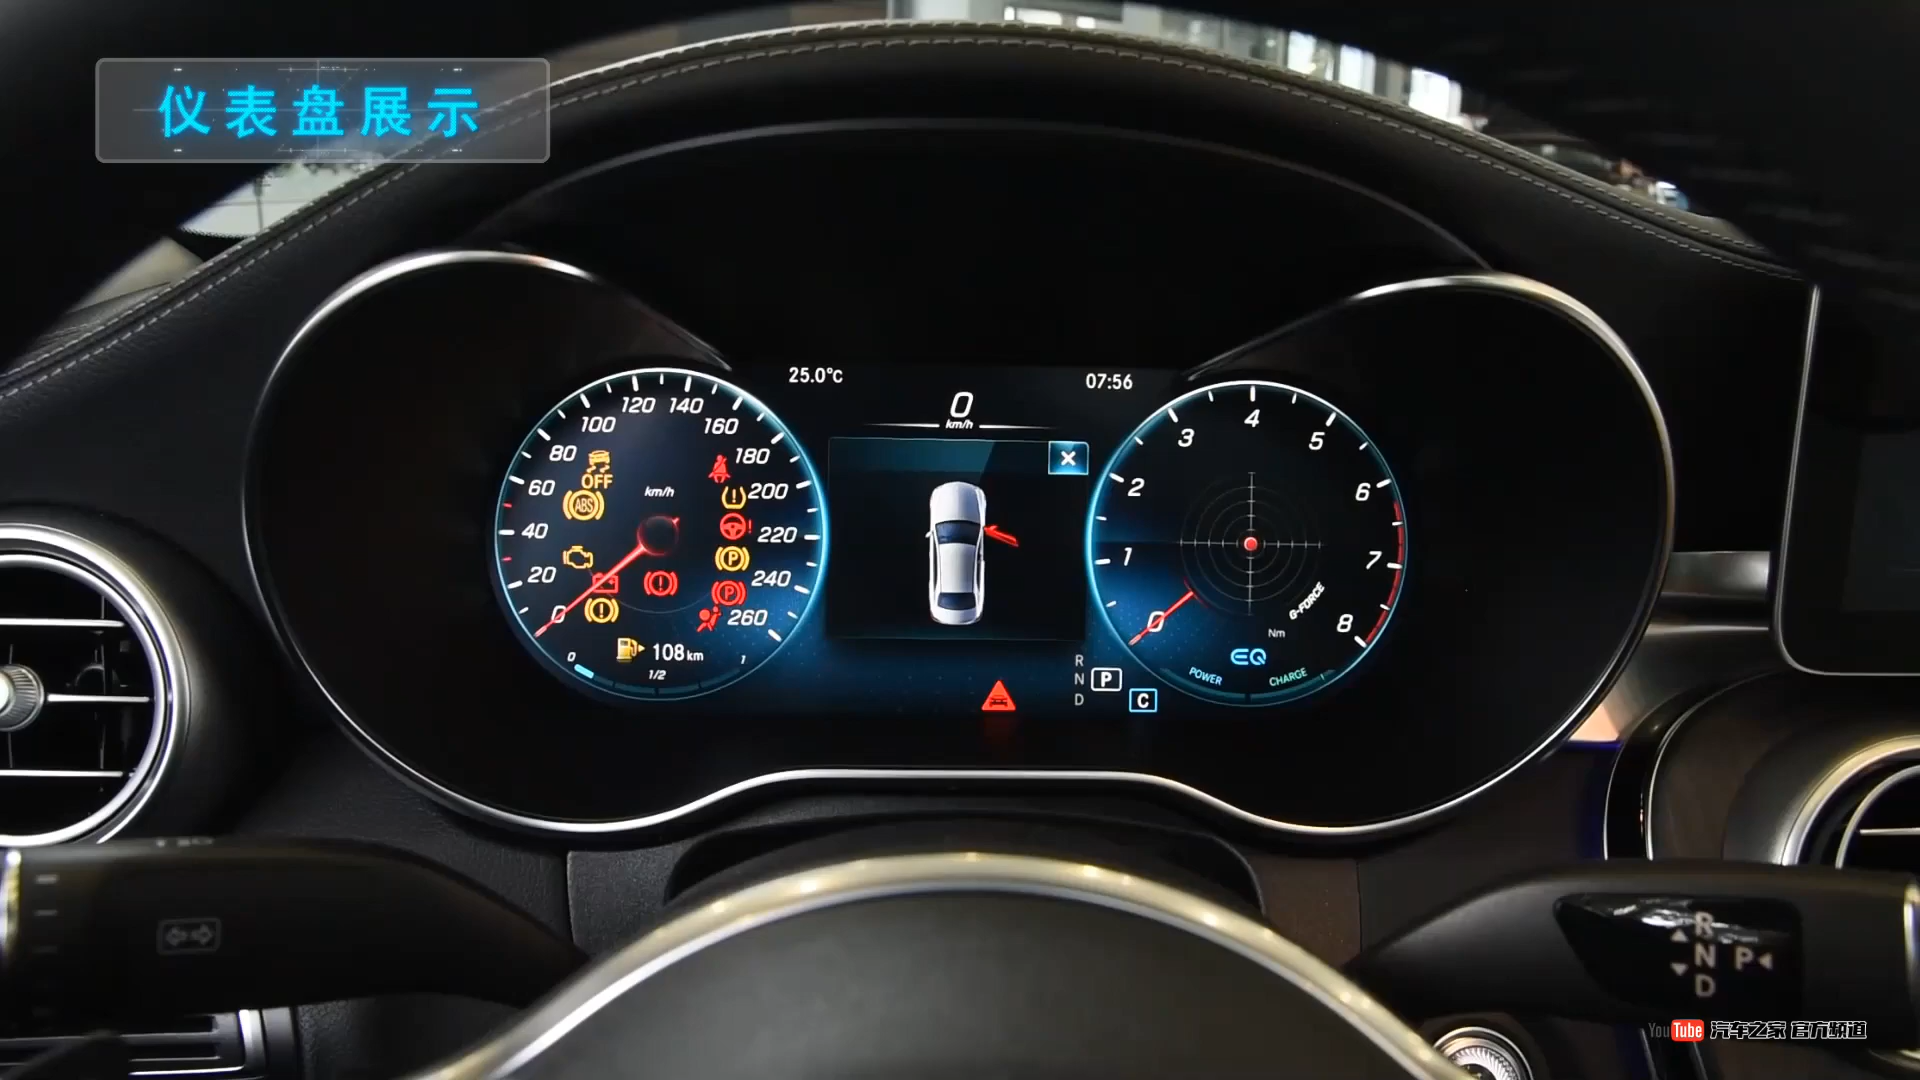 仪表盘展示
25.0°C
07:56
0
km/h
0
20
40
60
80
100
120
140
160
180
200
220
240
260
km/h
OFF
ABS
P
P
108 km
0
1/2
1
0
1
2
3
4
5
6
7
8
G-FORCE
Nm
EQ
POWER
CHARGE
R
N
D
P
C
R
N P
D
YouTube 汽车之家 官方频道